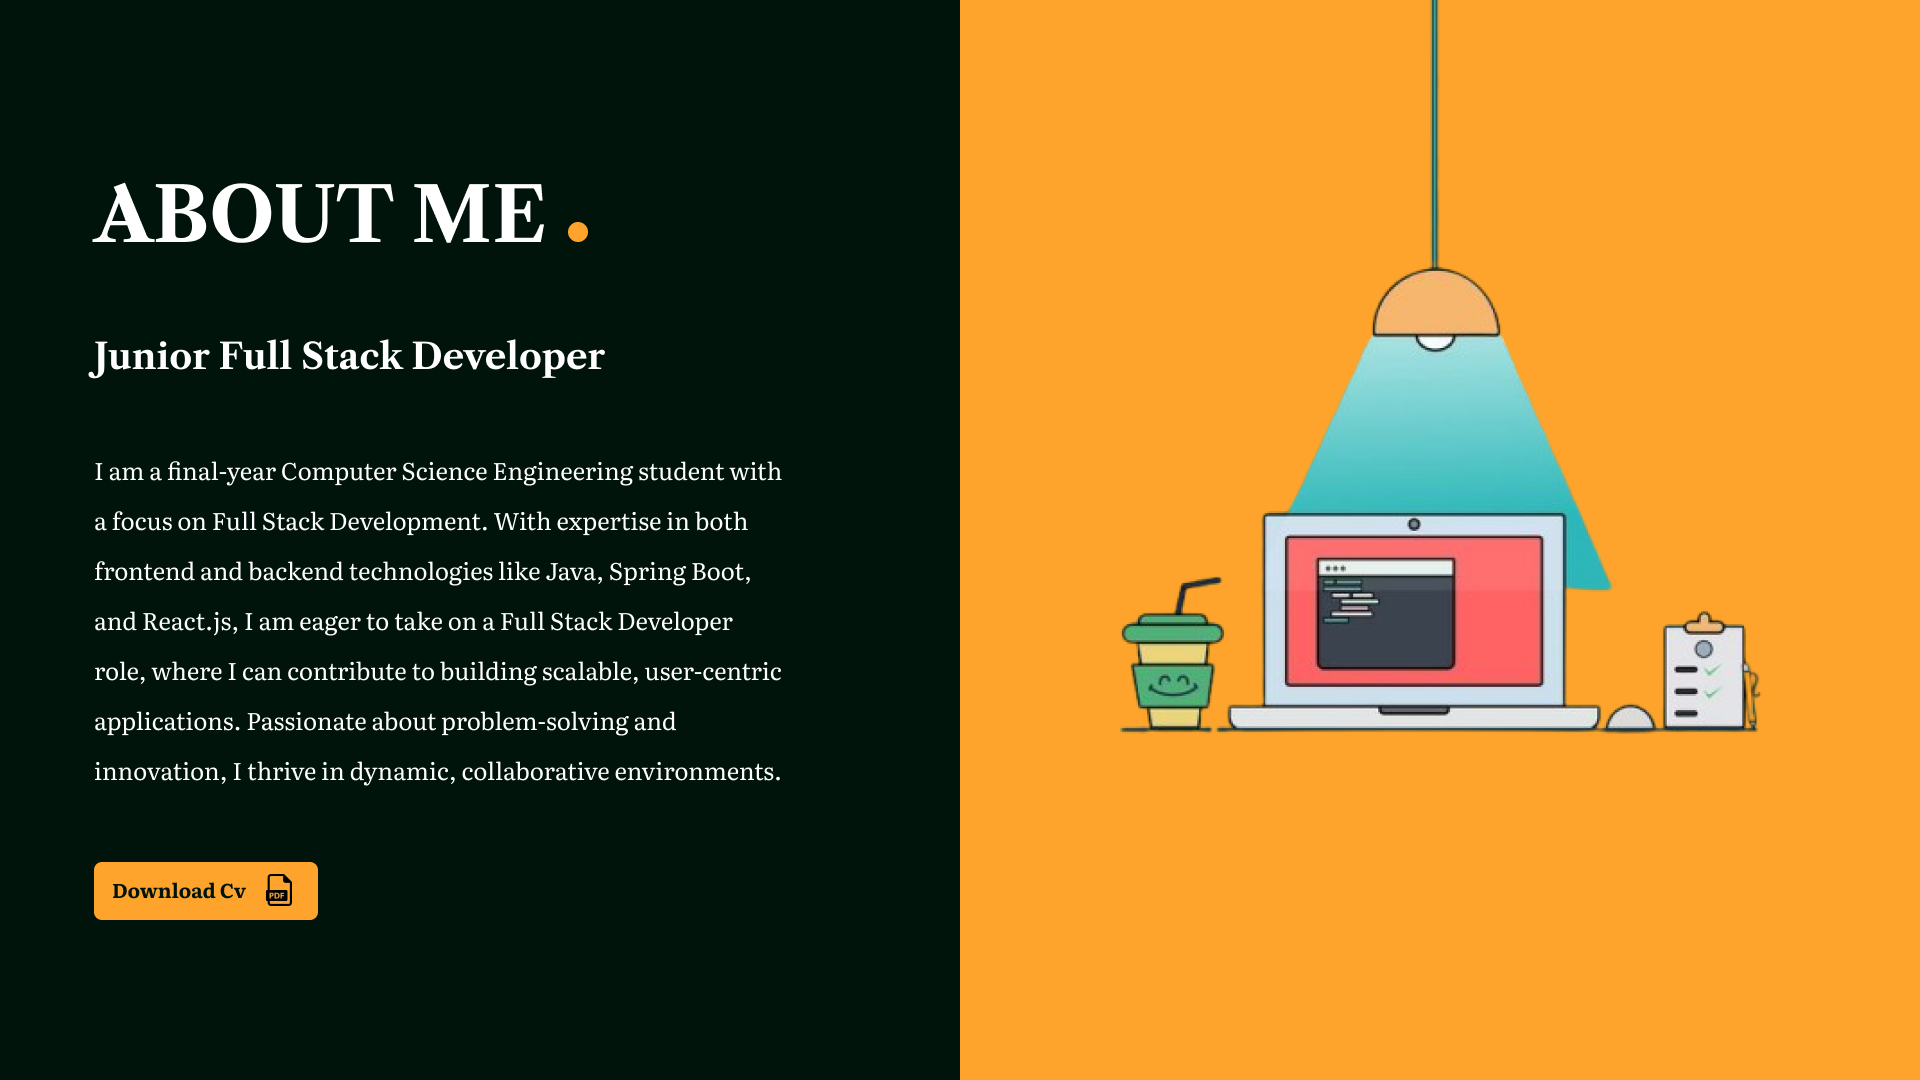 ABOUT ME .
Junior Full Stack Developer
I am a final-year Computer Science Engineering student with
a focus on Full Stack Development. With expertise in both
frontend and backend technologies like Java, Spring Boot,
and React.js, I am eager to take on a Full Stack Developer
role, where I can contribute to building scalable, user-centric
applications. Passionate about problem-solving and
innovation, I thrive in dynamic, collaborative environments.
Download Cv
PDF